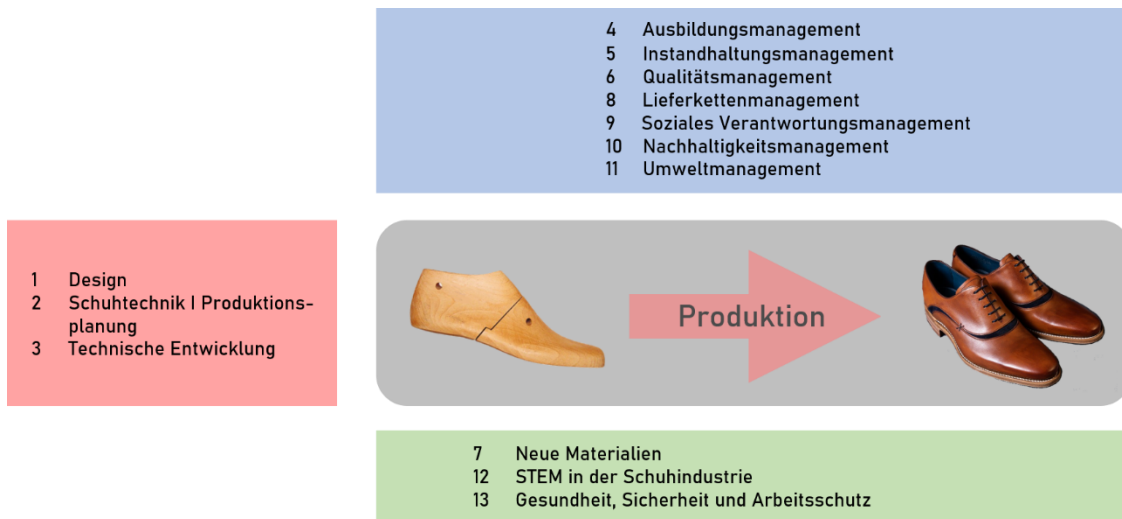 4 Ausbildungsmanagement
5 Instandhaltungsmanagement
6 Qualitätsmanagement
8 Lieferkettenmanagement
9 Soziales Verantwortungsmanagement
10 Nachhaltigkeitsmanagement
11 Umweltmanagement
1 Design
2 Schuhtechnik I Produktions-
planung
3 Technische Entwicklung
Produktion
7 Neue Materialien
12 STEM in der Schuhindustrie
13 Gesundheit, Sicherheit und Arbeitsschutz